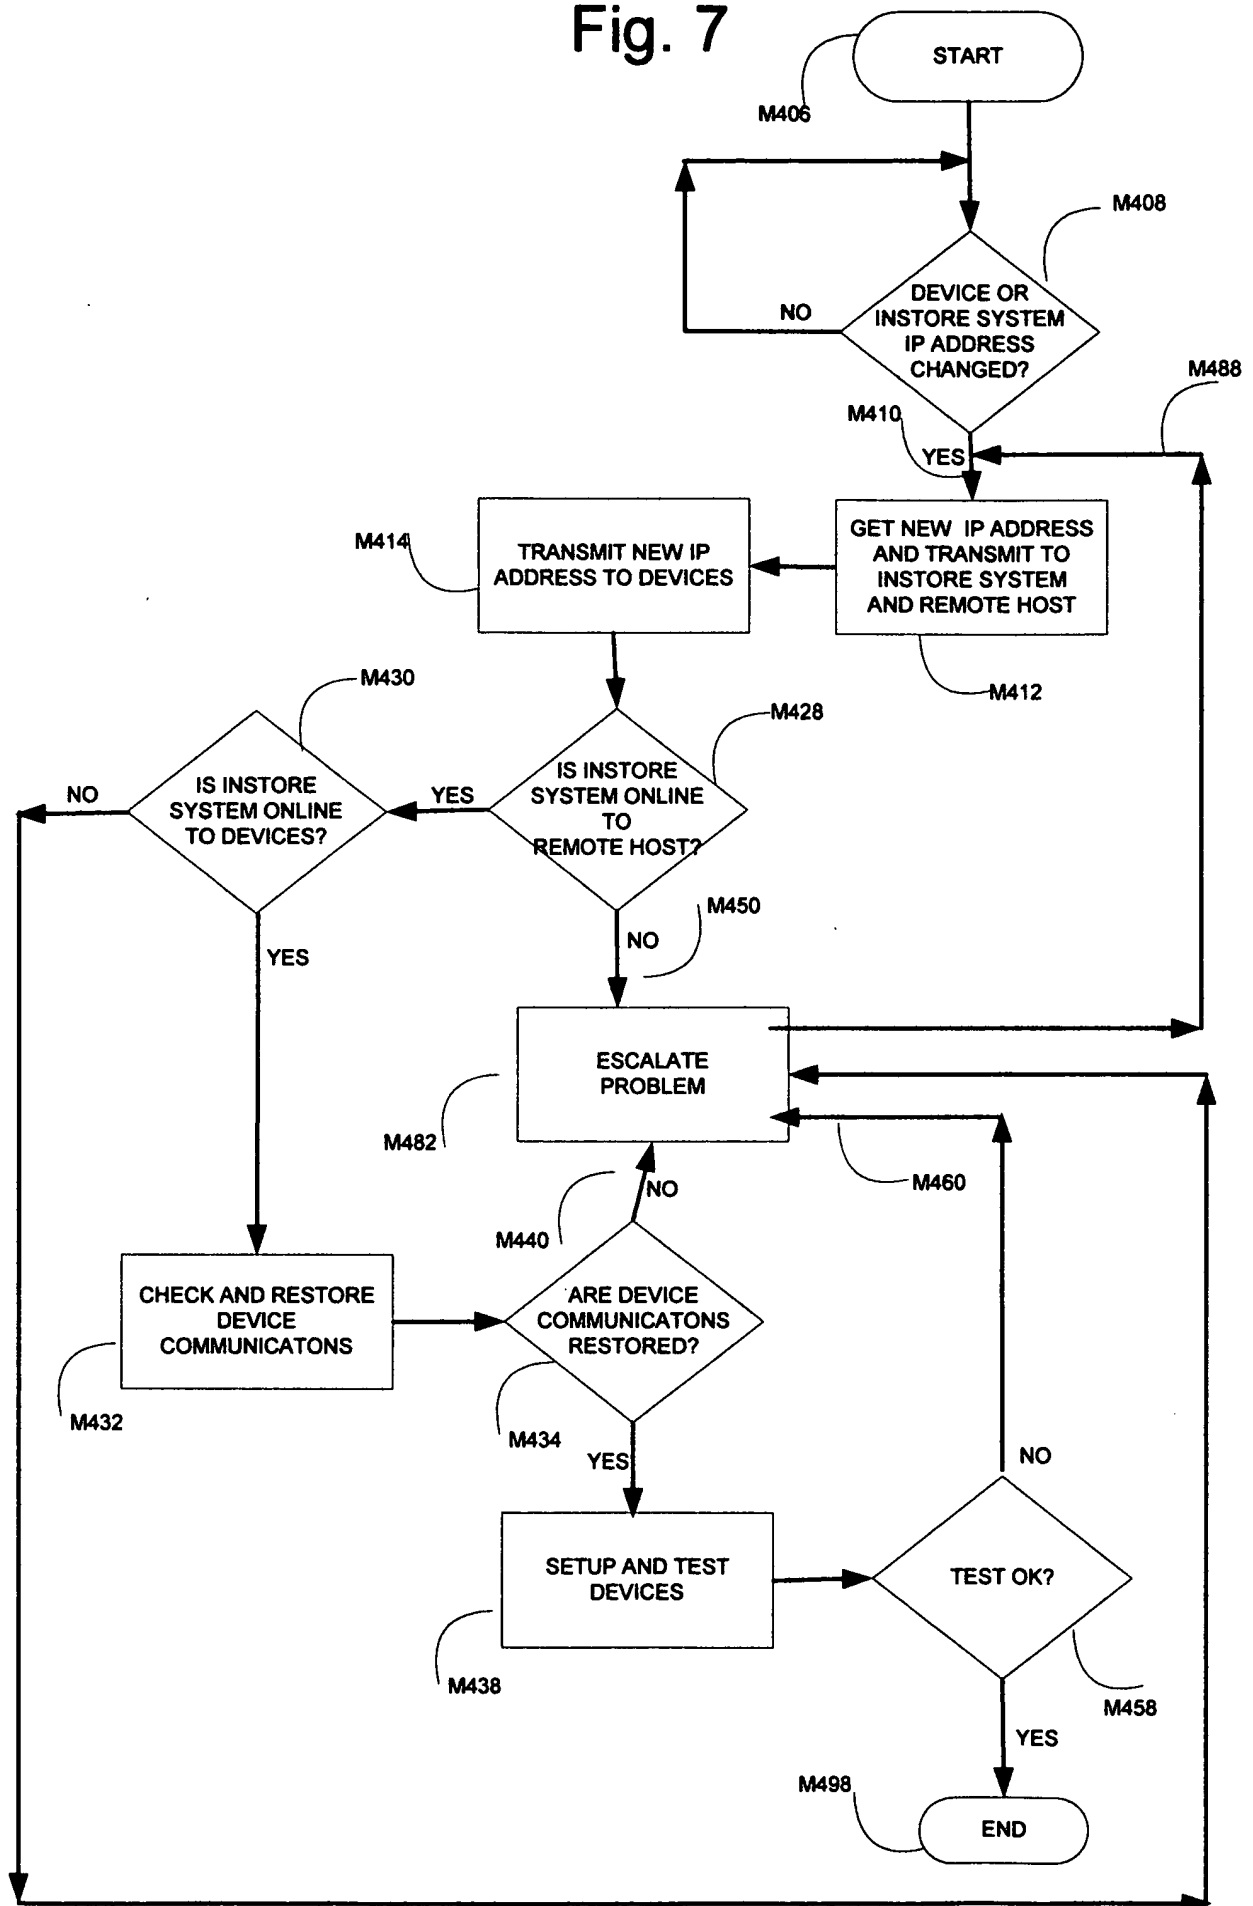 Fig. 7
START
M406
M408
DEVICE OR
INSTORE SYSTEM
IP ADDRESS
CHANGED?
NO
M488
M410
YES
GET NEW IP ADDRESS
AND TRANSMIT TO
INSTORE SYSTEM
AND REMOTE HOST
M414
TRANSMIT NEW IP
ADDRESS TO DEVICES
M412
M430
M428
IS INSTORE
SYSTEM ONLINE
TO
REMOTE HOST?
YES
IS INSTORE
SYSTEM ONLINE
TO DEVICES?
NO
M450
NO
YES
ESCALATE
PROBLEM
M482
M460
M440
NO
CHECK AND RESTORE
DEVICE
COMMUNICATONS
M432
ARE DEVICE
COMMUNICATONS
RESTORED?
M434
YES
NO
SETUP AND TEST
DEVICES
M438
TEST OK?
M458
YES
M498
END